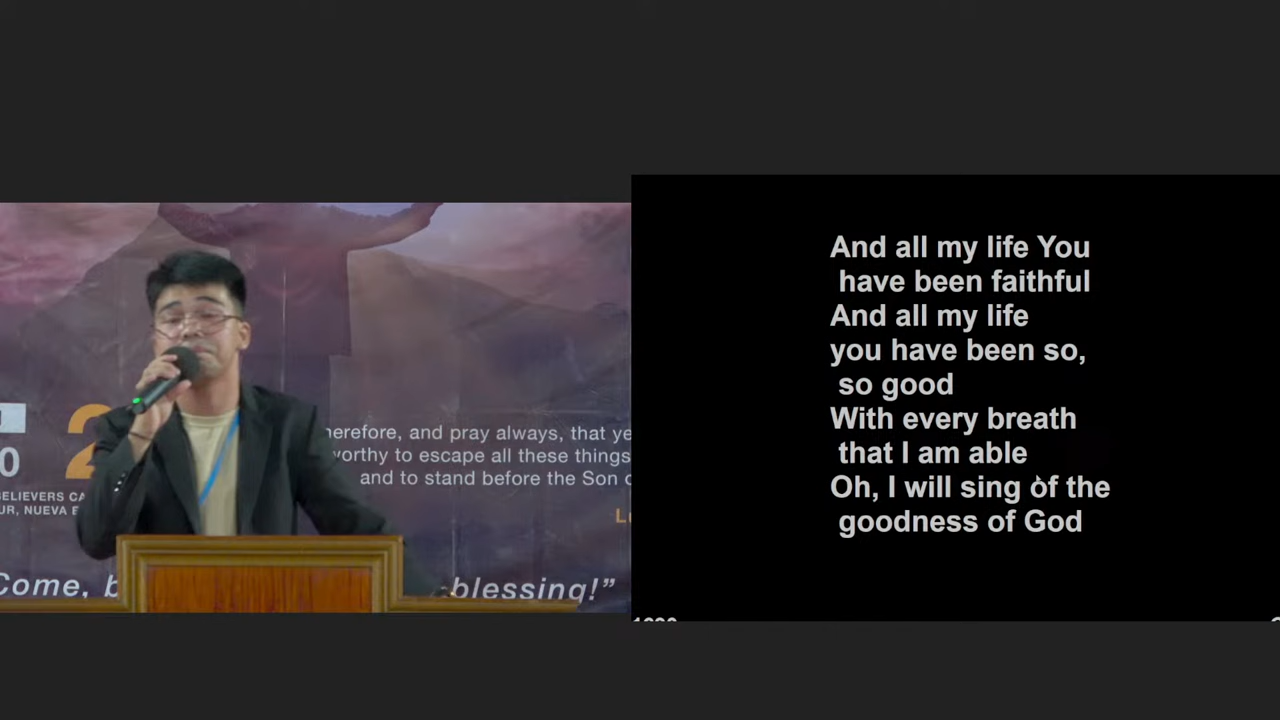 herefore, and pray always, that ye
worthy to escape all these things
and to stand before the Son
0
2
BELIEVERS CA
UR, NUEVA
Come, b
blessing!”
And all my life You
have been faithful
And all my life
you have been so,
so good
With every breath
that I am able
Oh, I will sing of the
goodness of God